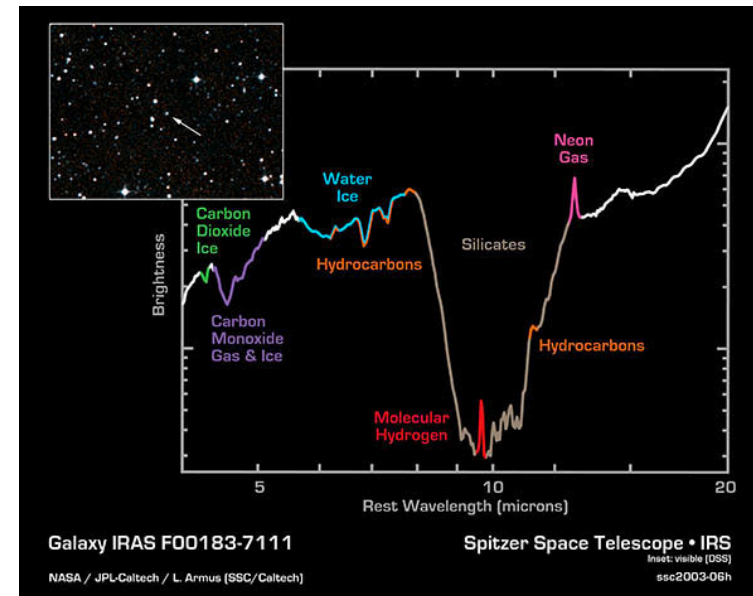 Neon
Gas
Water
Ice
Carbon
Dioxide
Ice
Silicates
Hydrocarbons
Brightness
Carbon
Monoxide
Gas & Ice
Hydrocarbons
Molecular
Hydrogen
5
10
20
Rest Wavelength (microns)
Galaxy IRAS F00183-7111
Spitzer Space Telescope • IRS
Inset: visible (DSS)
NASA / JPL-Caltech / L. Armus (SSC/Caltech)
ssc2003-06h